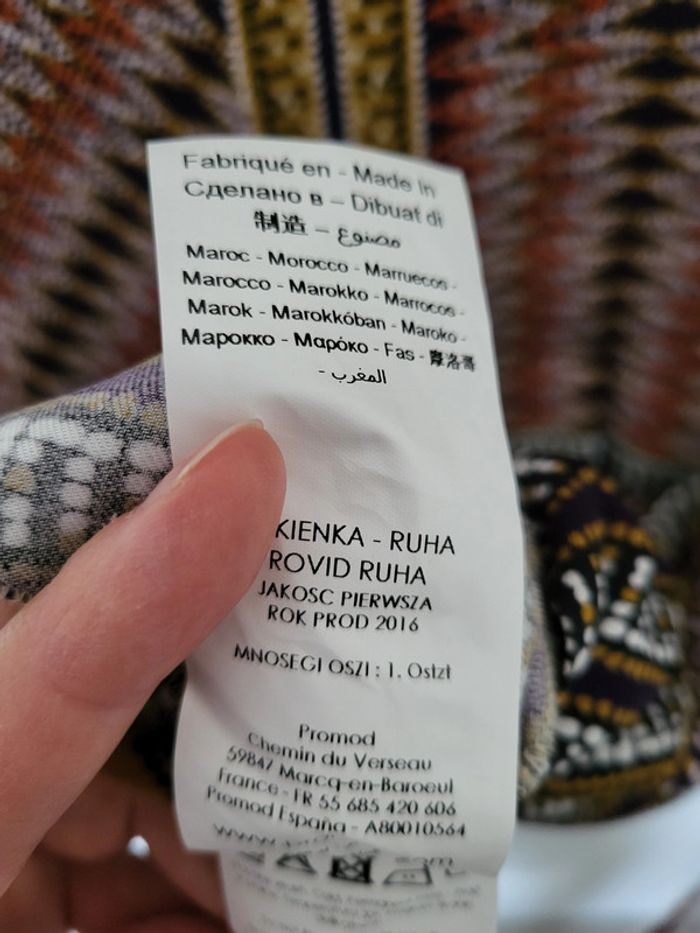 Fabriqué en - Made in
Сделано в – Dibuat di
制造 – مصنوع
Maroc - Morocco - Marruecos -
Marocco - Marokko - Marrocos -
Marok - Marokkóban - Maroko -
Марокко - Μαρόκο - Fas - 摩洛哥
المغرب -
KIENKA - RUHA
ROVID RUHA
JAKOSC PIERWSZA
ROK PROD 2016
MNOSEGI OSZI : 1. Oszt
Promod
Chemin du Verseau
59847 Marcq-en-Baroeul
France - FR 55 685 420 606
Promod España - A80010564